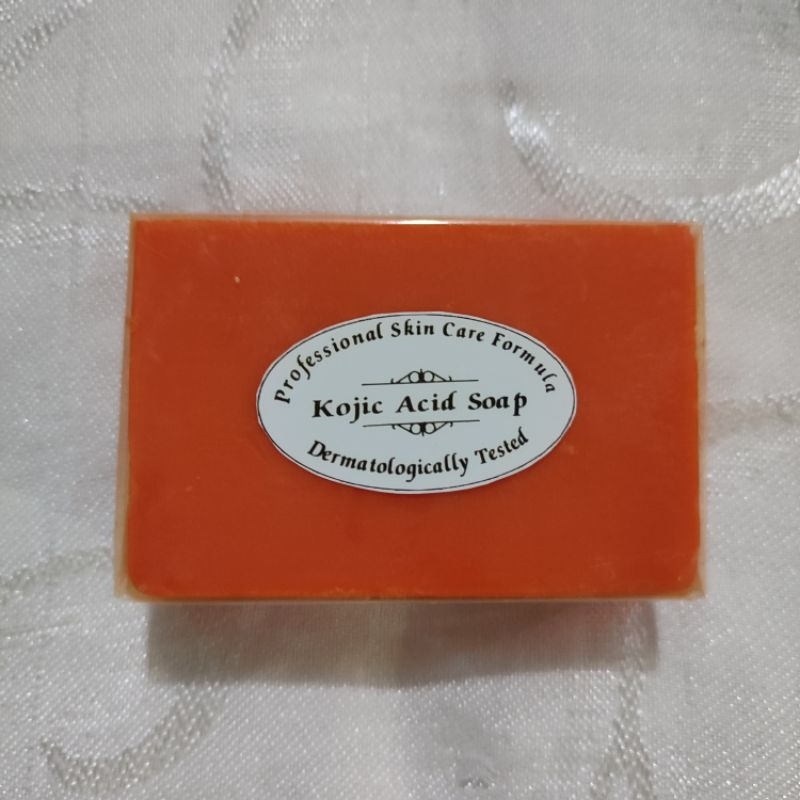 Professional Skin Care Formula
Kojic Acid Soap
Dermatologically Tested